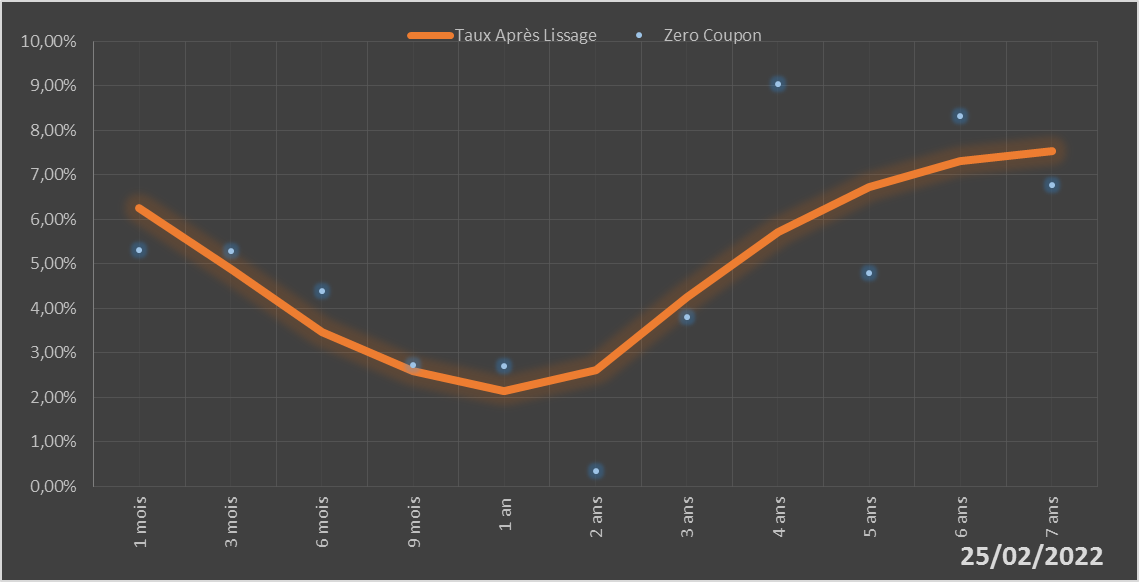 Taux Après Lissage
Zero Coupon
10,00%
9,00%
8,00%
7,00%
6,00%
5,00%
4,00%
3,00%
2,00%
1,00%
0,00%
1 mois
3 mois
6 mois
9 mois
1 an
2 ans
3 ans
4 ans
5 ans
6 ans
7 ans
25/02/2022